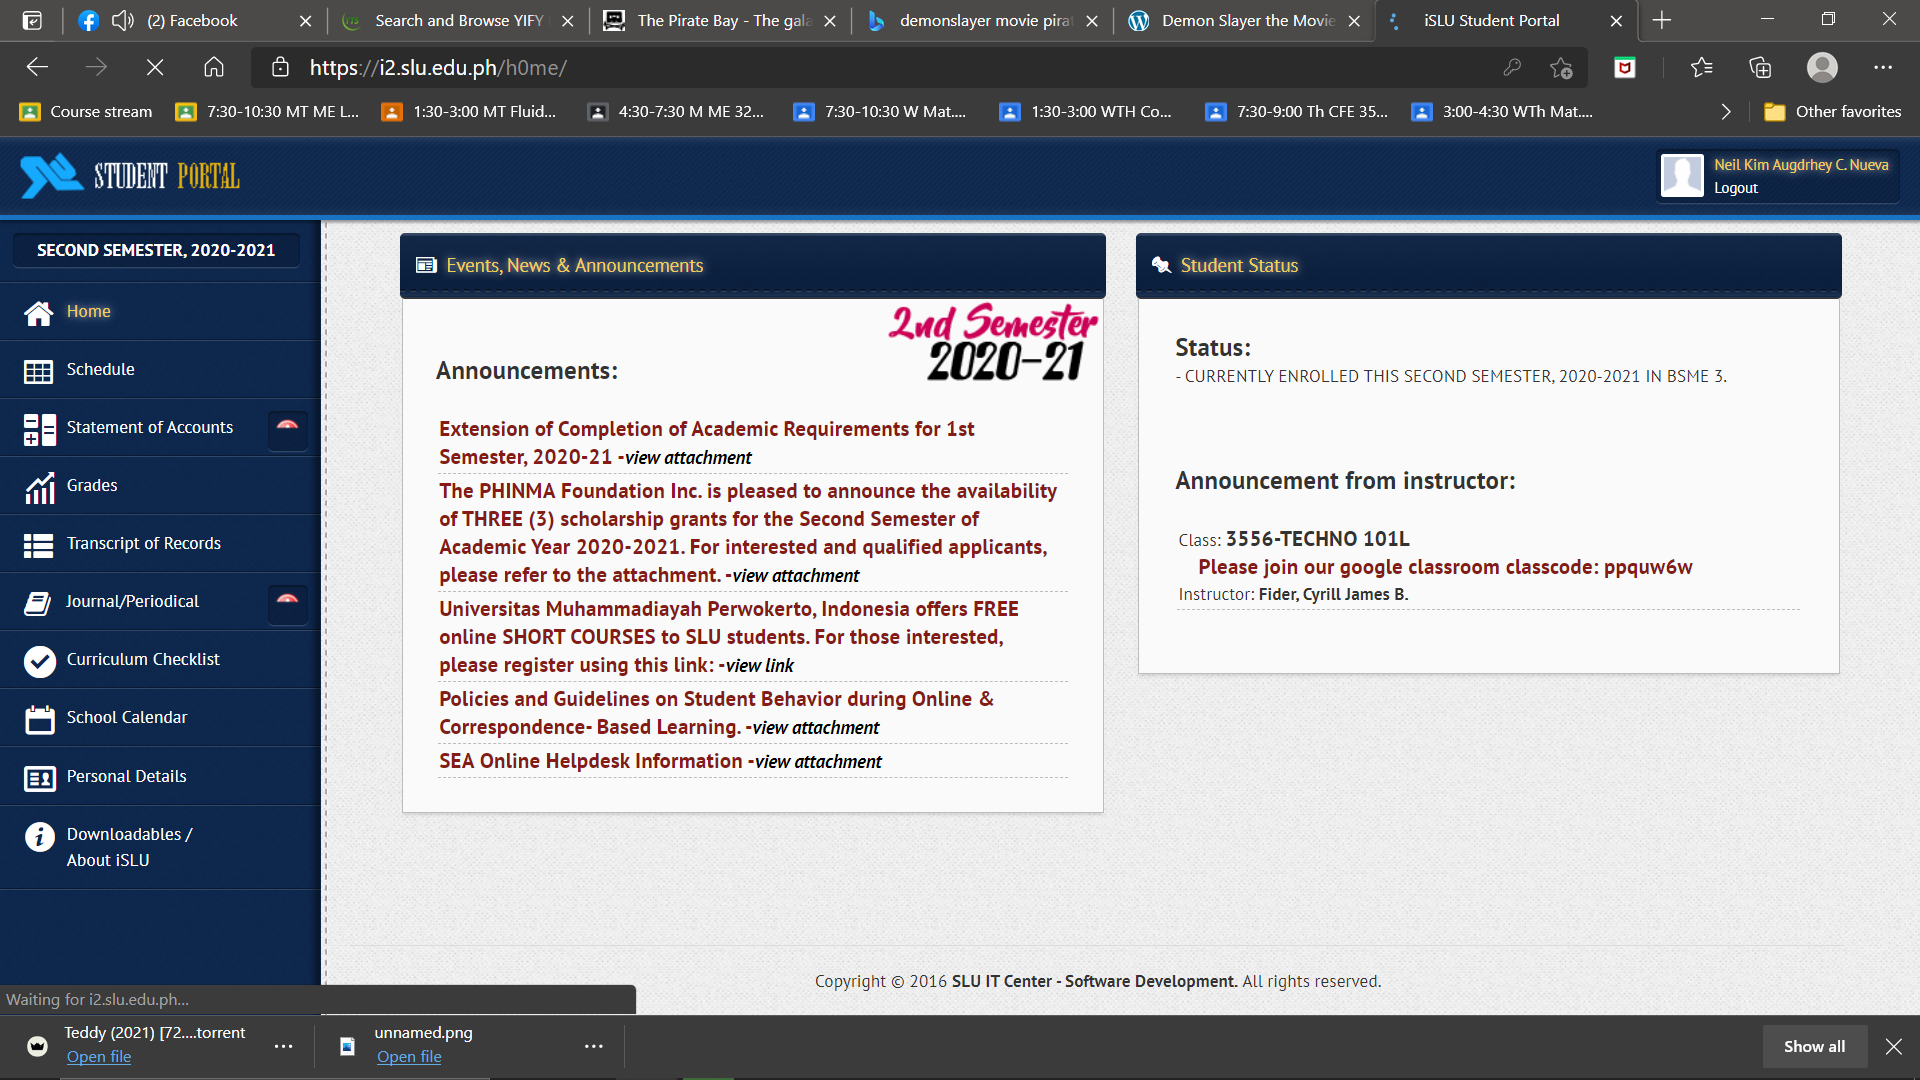 (2) Facebook
Search and Browse YIFY
The Pirate Bay - The gala
demonslayer movie pira
Demon Slayer the Movie
iSLU Student Portal
https://i2.slu.edu.ph/h0me/
Course stream
7:30-10:30 MT ME L...
1:30-3:00 MT Fluid...
4:30-7:30 M ME 32...
7:30-10:30 W Mat....
1:30-3:00 WTH Co...
7:30-9:00 Th CFE 35...
3:00-4:30 WTh Mat....
Other favorites
STUDENT PORTAL
Neil Kim Augdrhey C. Nueva
Logout
SECOND SEMESTER, 2020-2021
Home
Schedule
Statement of Accounts
Grades
Transcript of Records
Journal/Periodical
Curriculum Checklist
School Calendar
Personal Details
Downloadables /
About iSLU
Events, News & Announcements
2nd Semester
2020-21
Announcements:
Extension of Completion of Academic Requirements for 1st
Semester, 2020-21 -view attachment
The PHINMA Foundation Inc. is pleased to announce the availability
of THREE (3) scholarship grants for the Second Semester of
Academic Year 2020-2021. For interested and qualified applicants,
please refer to the attachment. -view attachment
Universitas Muhammadiayah Perwokerto, Indonesia offers FREE
online SHORT COURSES to SLU students. For those interested,
please register using this link: -view link
Policies and Guidelines on Student Behavior during Online &
Correspondence- Based Learning. -view attachment
SEA Online Helpdesk Information -view attachment
Student Status
Status:
- CURRENTLY ENROLLED THIS SECOND SEMESTER, 2020-2021 IN BSME 3.
Announcement from instructor:
Class: 3556-TECHNO 101L
Please join our google classroom classcode: ppquw6w
Instructor: Fider, Cyrill James B.
Copyright © 2016 SLU IT Center - Software Development. All rights reserved.
Waiting for i2.slu.edu.ph...
Teddy (2021) [72....torrent
Open file
unnamed.png
Open file
Show all